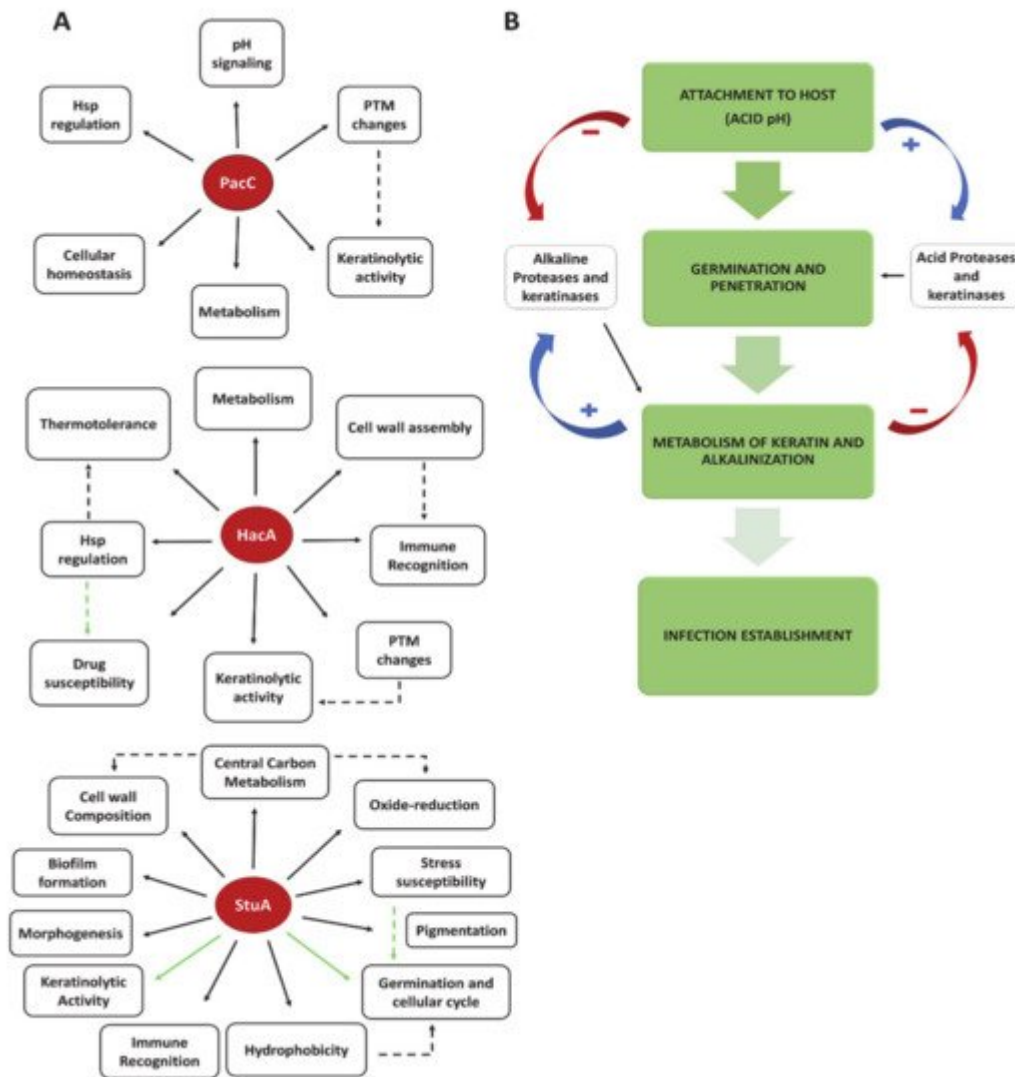 A
pH
signaling
Hsp
regulation
PTM
changes
PacC
Cellular
homeostasis
Keratinolytic
activity
Metabolism
Metabolism
Thermotolerance
Cell wall assembly
HacA
Hsp
regulation
Immune
Recognition
PTM
changes
Drug
susceptibility
Keratinolytic
activity
Central Carbon
Metabolism
Cell wall
Composition
Oxide-reduction
Biofilm
formation
Stress
susceptibility
StuA
Morphogenesis
Pigmentation
Keratinolytic
Activity
Germination and
cellular cycle
Immune
Recognition
Hydrophobicity
B
ATTACHMENT TO HOST
(ACID pH)
−
+
Alkaline
Proteases and
keratinases
GERMINATION AND
PENETRATION
Acid Proteases
and
keratinases
+
−
METABOLISM OF KERATIN AND
ALKALINIZATION
INFECTION ESTABLISHMENT